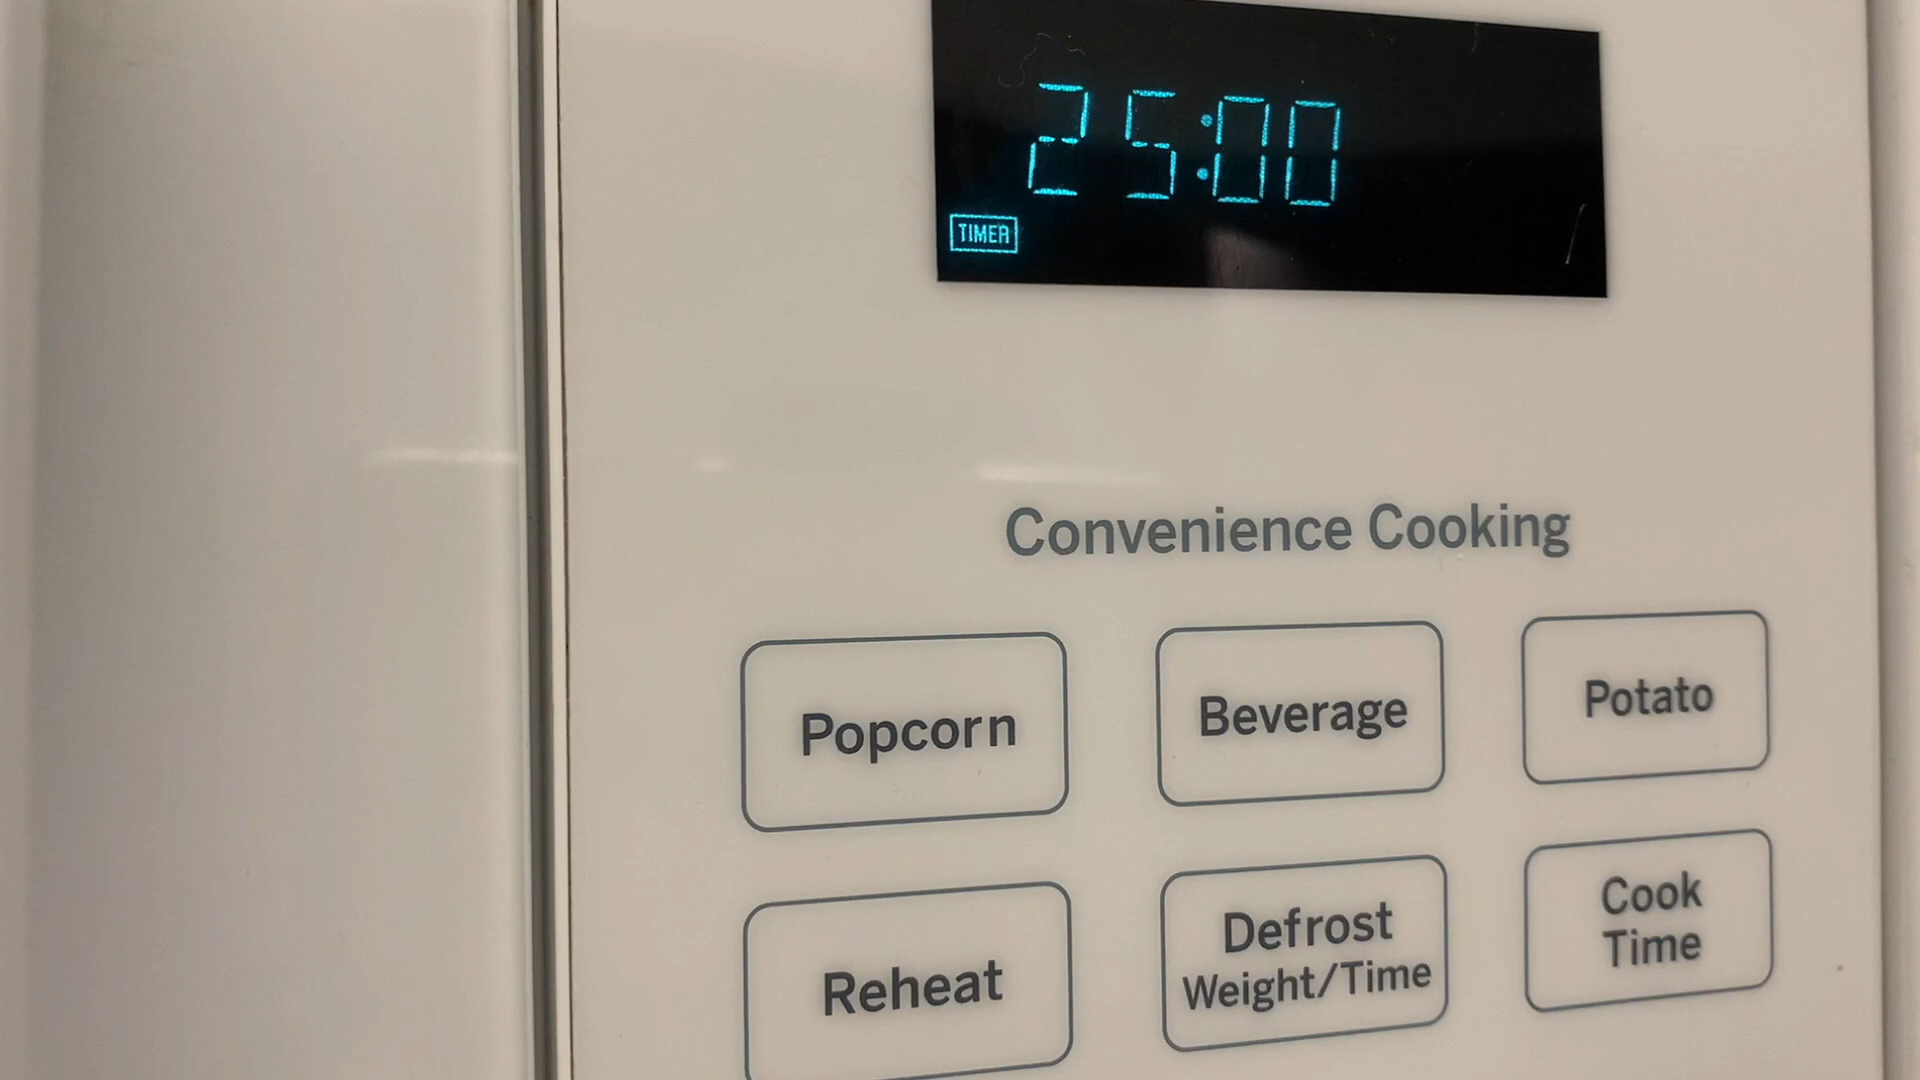 25:00
TIMER
Convenience Cooking
Popcorn
Beverage
Potato
Reheat
Defrost
Weight/Time
Cook
Time